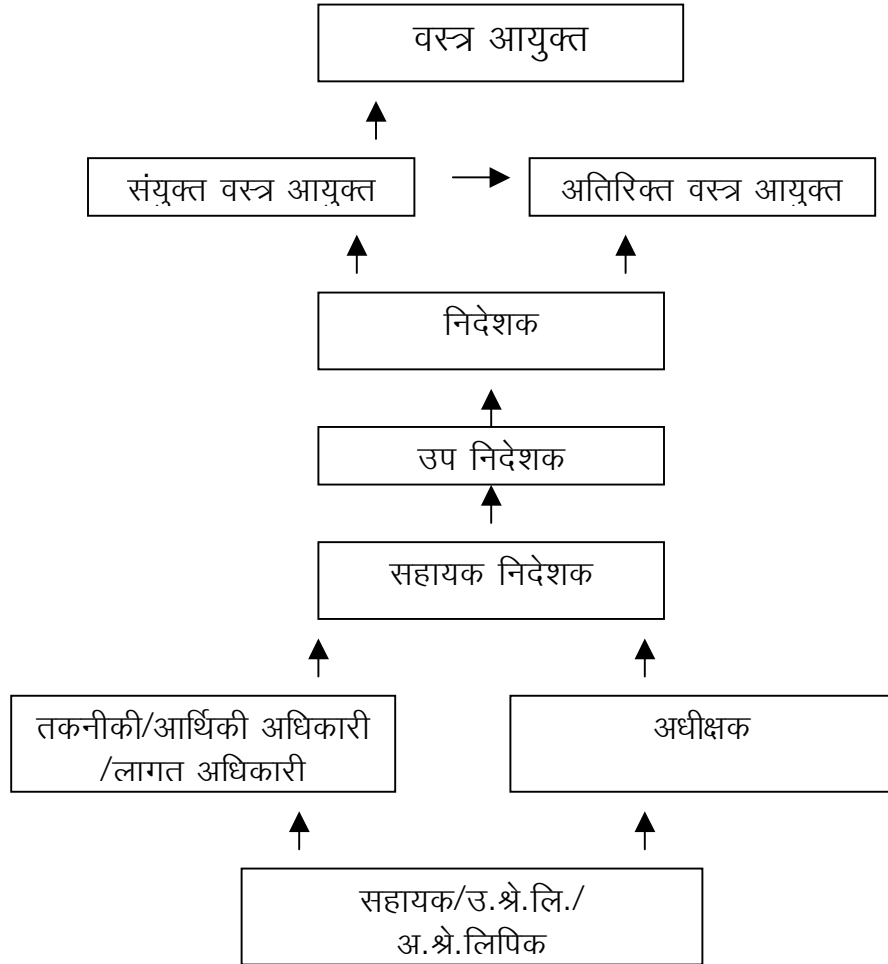 वस्त्र आयुक्त
संयुक्त वस्त्र आयुक्त
अतिरिक्त वस्त्र आयुक्त
निदेशक
उप निदेशक
सहायक निदेशक
तकनीकी/आर्थिकी अधिकारी
/लागत अधिकारी
अधीक्षक
सहायक/उ.श्रे.लि./
अ.श्रे.लिपिक